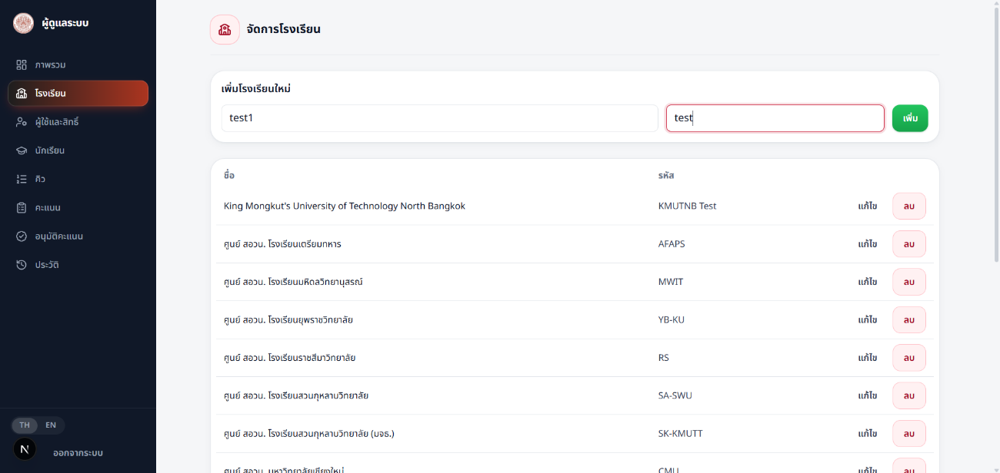 ผู้ดูแลระบบ
ภาพรวม
โรงเรียน
ผู้ใช้และสิทธิ์
นักเรียน
คิว
คะแนน
อนุมัติคะแนน
ประวัติ
TH EN
N
ออกจากระบบ
จัดการโรงเรียน
เพิ่มโรงเรียนใหม่
test1 test เพิ่ม
ชื่อ รหัส
King Mongkut's University of Technology North Bangkok KMUTNB Test แก้ไข ลบ
ศูนย์ สอวน. โรงเรียนเตรียมทหาร AFAPS แก้ไข ลบ
ศูนย์ สอวน. โรงเรียนมหิดลวิทยานุสรณ์ MWIT แก้ไข ลบ
ศูนย์ สอวน. โรงเรียนยุพราชวิทยาลัย YB-KU แก้ไข ลบ
ศูนย์ สอวน. โรงเรียนราชสีมาวิทยาลัย RS แก้ไข ลบ
ศูนย์ สอวน. โรงเรียนสวนกุหลาบวิทยาลัย SA-SWU แก้ไข ลบ
ศูนย์ สอวน. โรงเรียนสวนกุหลาบวิทยาลัย (มจธ.) SK-KMUTT แก้ไข ลบ
ศูนย์ สอวน. มหาวิทยาลัยเชียงใหม่ CMU แก้ไข ลบ